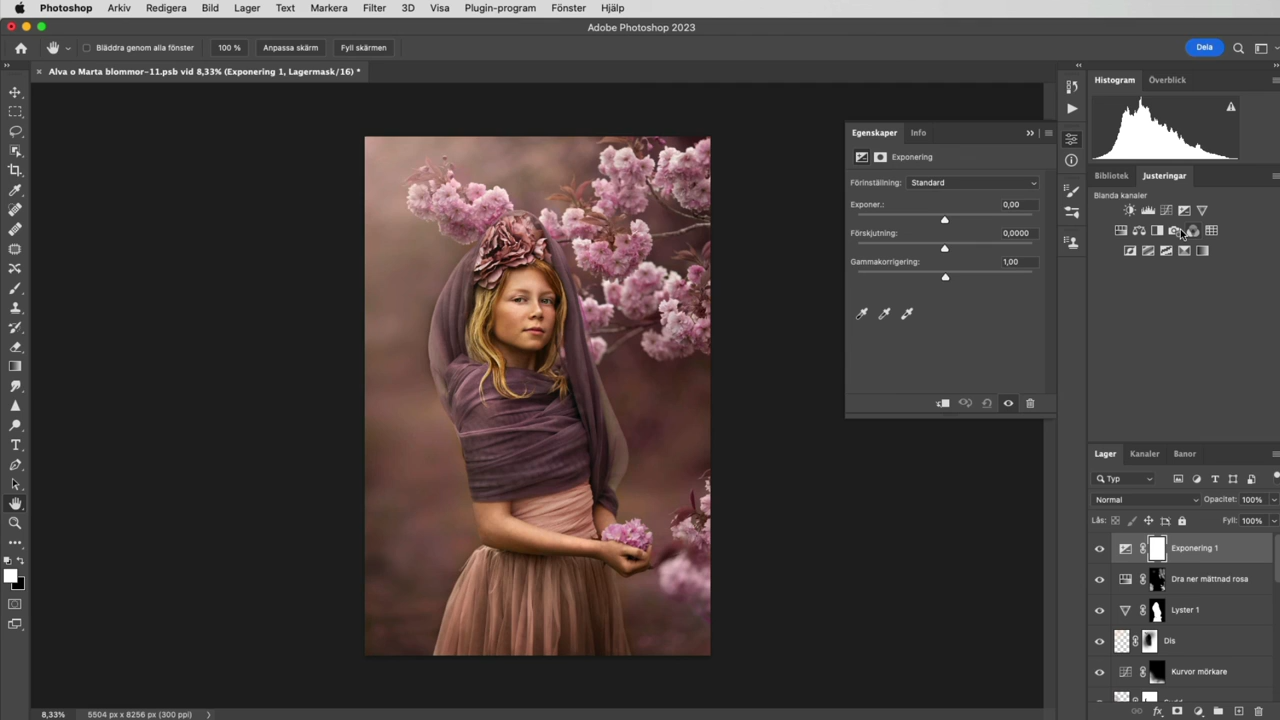 Photoshop Arkiv Redigera Bild Lager Text Markera Filter 3D Visa Plugin-program Fönster Hjälp
Adobe Photoshop 2023
Bläddra genom alla fönster 100 % Anpassa skärm Fyll skärmen Dela
Alva o Marta blommor-11.psb vid 8,33% (Exponering 1, Lagermask/16) *
Histogram Överblick
Egenskaper Info
Exponering
Förinställning: Standard
Exponer.: 0,00
Förskjutning: 0,0000
Gammakorrigering: 1,00
Bibliotek Justeringar
Blanda kanaler
Lager Kanaler Banor
Typ
Normal Opacitet: 100%
Lås: Fyll: 100%
Exponering 1
Dra ner mättnad rosa
Lyster 1
Dis
Kurvor mörkare
8,33% 5504 px x 8256 px (300 ppi)